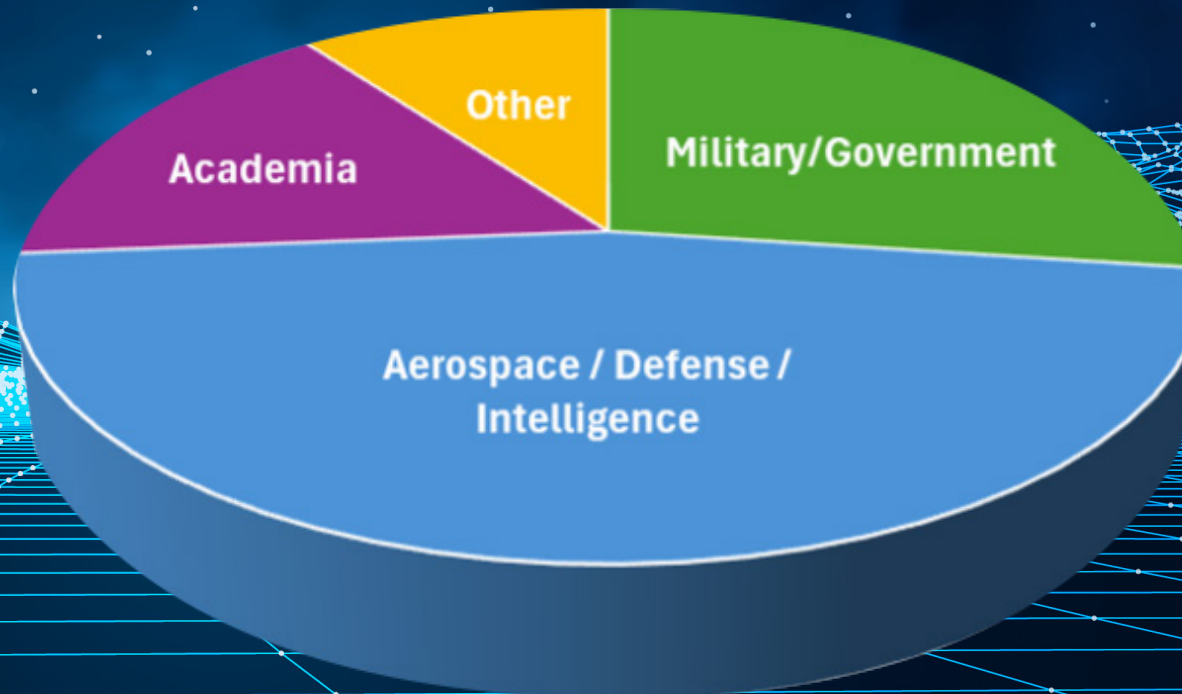 Other
Military/Government
Academia
Aerospace / Defense /
Intelligence